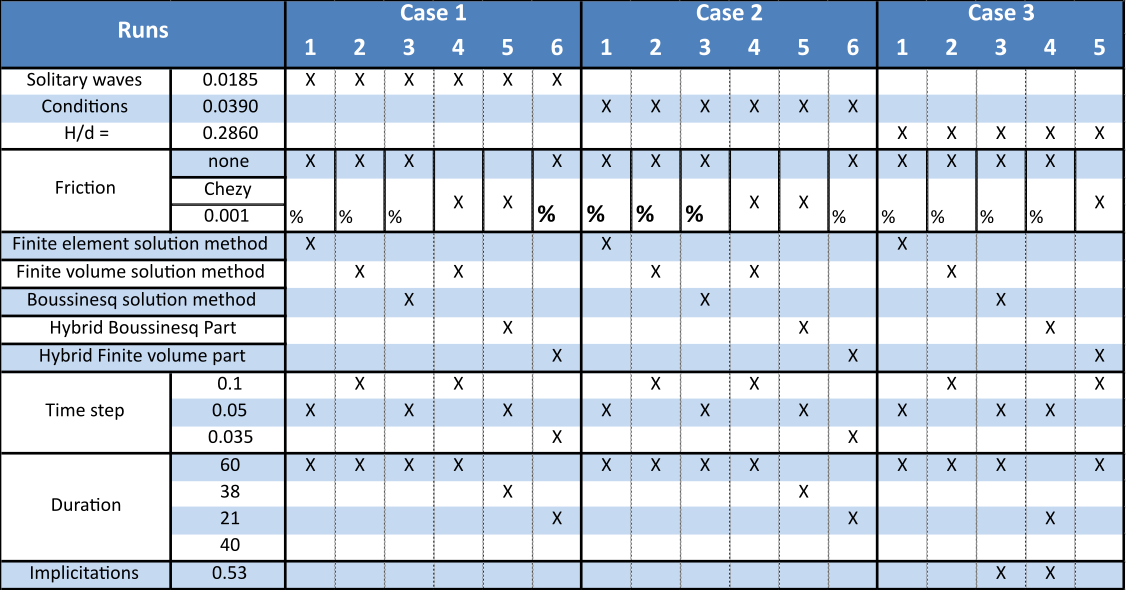 Runs Case 1 Case 2 Case 3
1 2 3 4 5 6 1 2 3 4 5 6 1 2 3 4 5
Solitary waves 0.0185 X X X X X X
Conditions 0.0390 X X X X X X
H/d = 0.2860 X X X X X
Friction none X X X X X X X X X X X X
Chezy X X X X X
0.001 % % % % % % % % % % % %
Finite element solution method X X X
Finite volume solution method X X X X X
Boussinesq solution method X X X
Hybrid Boussinesq Part X X X
Hybrid Finite volume part X X X
Time step 0.1 X X X X X X
0.05 X X X X X X X X X
0.035 X X
Duration 60 X X X X X X X X X X X X
38 X X
21 X X X
40
Implicitations 0.53 X X